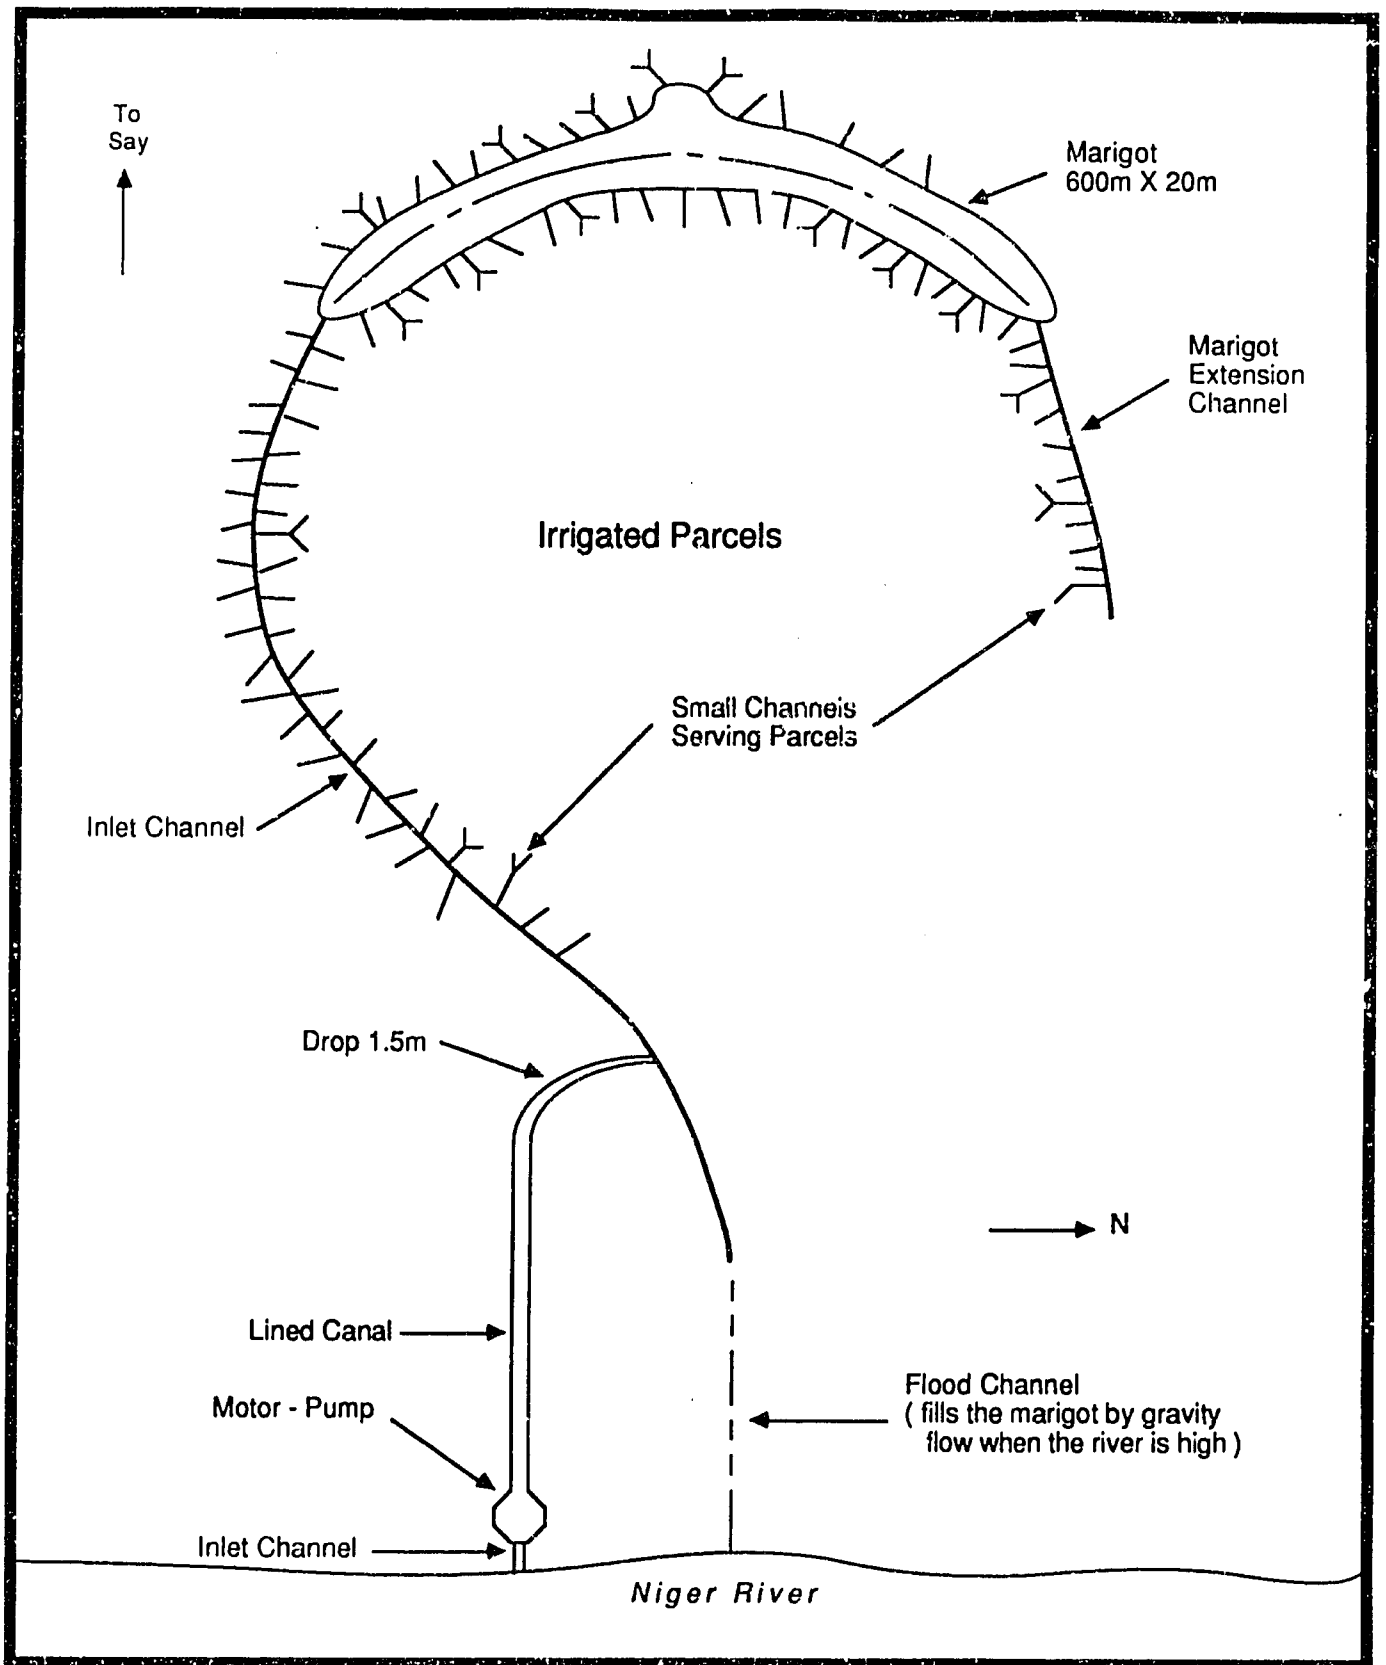 To
Say
Marigot
600m X 20m
Marigot
Extension
Channel
Irrigated Parcels
Small Channels
Serving Parcels
Inlet Channel
Drop 1.5m
N
Lined Canal
Flood Channel
( fills the marigot by gravity
flow when the river is high )
Motor - Pump
Inlet Channel
Niger River